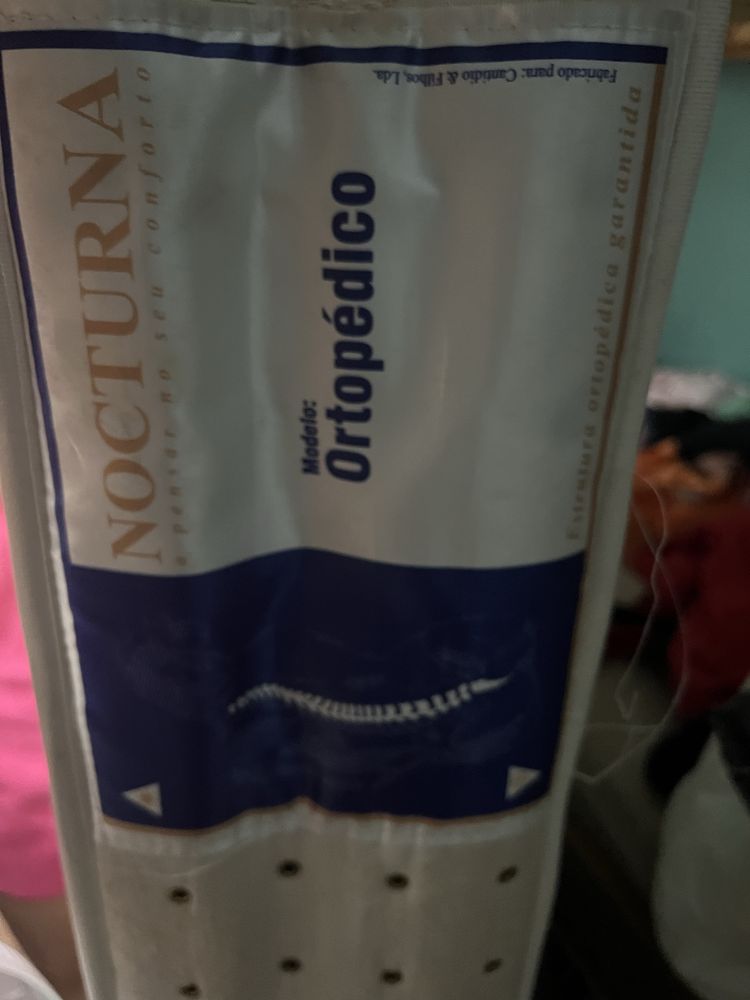 NOCTURNA
a pensar no seu conforto
Modelo:
Ortopédico
Estrutura ortopédica garantida
Fabricado para: Cantidio & Filhos, Lda.